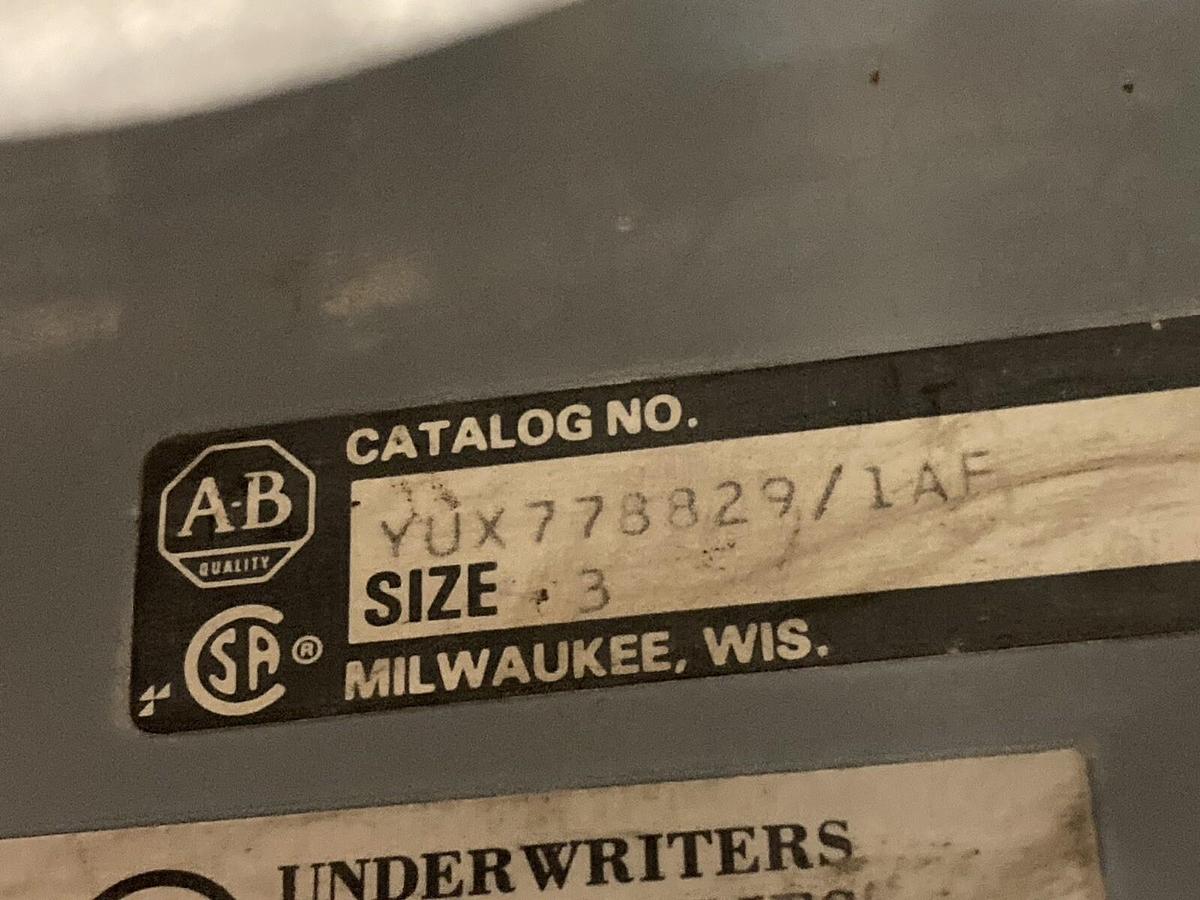 CATALOG NO.
A-B
QUALITY
YUX778829/1AF
SIZE 3
SA ®
MILWAUKEE, WIS.
UNDERWRITERS